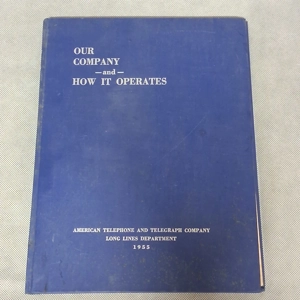 OUR
COMPANY
—and—
HOW IT OPERATES
AMERICAN TELEPHONE AND TELEGRAPH COMPANY
LONG LINES DEPARTMENT
1955